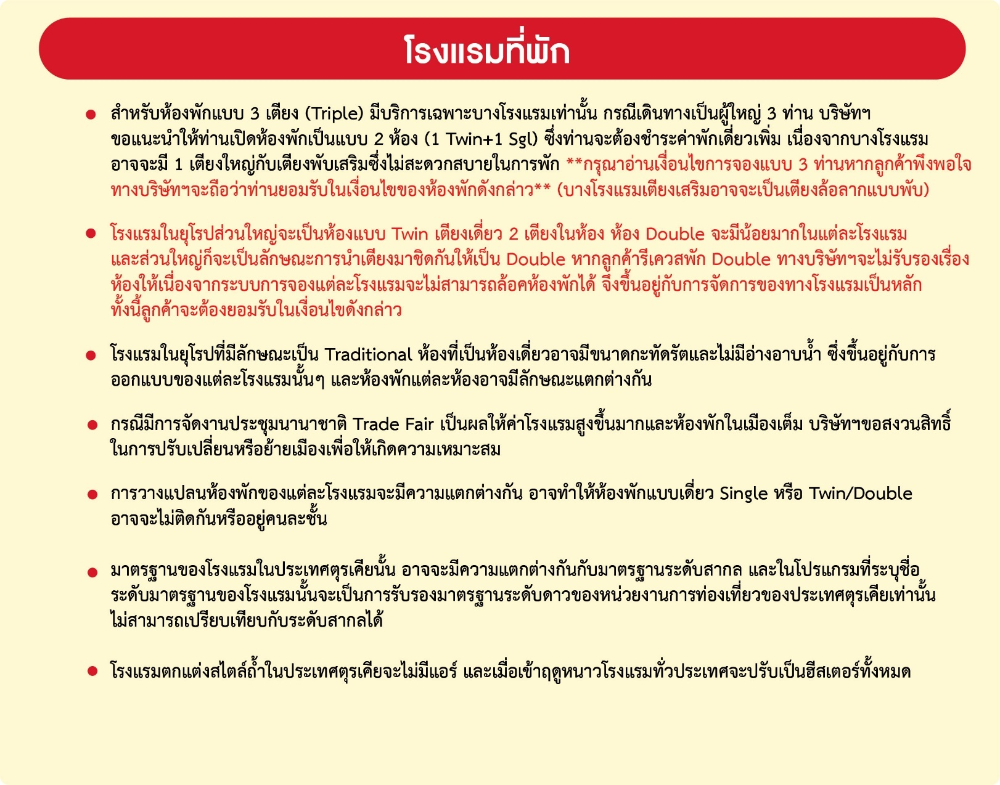 โรงแรมที่พัก
สำหรับห้องพักแบบ 3 เตียง (Triple) มีบริการเฉพาะบางโรงแรมเท่านั้น กรณีเดินทางเป็นผู้ใหญ่ 3 ท่าน บริษัทฯ
ขอแนะนำให้ท่านเปิดห้องพักเป็นแบบ 2 ห้อง (1 Twin+1 Sgl) ซึ่งท่านจะต้องชำระค่าพักเดี่ยวเพิ่ม เนื่องจากบางโรงแรม
อาจจะมี 1 เตียงใหญ่กับเตียงพับเสริมซึ่งไม่สะดวกสบายในการพัก **กรุณาอ่านเงื่อนไขการจองแบบ 3 ท่านหากลูกค้าพึงพอใจ
ทางบริษัทฯจะถือว่าท่านยอมรับในเงื่อนไขของห้องพักดังกล่าว** (บางโรงแรมเตียงเสริมอาจจะเป็นเตียงล้อลากแบบพับ)
โรงแรมในยุโรปส่วนใหญ่จะเป็นห้องแบบ Twin เตียงเดี่ยว 2 เตียงในห้อง ห้อง Double จะมีน้อยมากในแต่ละโรงแรม
และส่วนใหญ่ก็จะเป็นลักษณะการนำเตียงมาชิดกันให้เป็น Double หากลูกค้ารีเควสพัก Double ทางบริษัทฯจะไม่รับรองเรื่อง
ห้องให้เนื่องจากระบบการจองแต่ละโรงแรมจะไม่สามารถล้อคห้องพักได้ จึงขึ้นอยู่กับการจัดการของทางโรงแรมเป็นหลัก
ทั้งนี้ลูกค้าจะต้องยอมรับในเงื่อนไขดังกล่าว
โรงแรมในยุโรปที่มีลักษณะเป็น Traditional ห้องที่เป็นห้องเดี่ยวอาจมีขนาดกะทัดรัตและไม่มีอ่างอาบน้ำ ซึ่งขึ้นอยู่กับการ
ออกแบบของแต่ละโรงแรมนั้นๆ และห้องพักแต่ละห้องอาจมีลักษณะแตกต่างกัน
กรณีมีการจัดงานประชุมนานาชาติ Trade Fair เป็นผลให้ค่าโรงแรมสูงขึ้นมากและห้องพักในเมืองเต็ม บริษัทฯขอสงวนสิทธิ์
ในการปรับเปลี่ยนหรือย้ายเมืองเพื่อให้เกิดความเหมาะสม
การวางแปลนห้องพักของแต่ละโรงแรมจะมีความแตกต่างกัน อาจทำให้ห้องพักแบบเดี่ยว Single หรือ Twin/Double
อาจจะไม่ติดกันหรืออยู่คนละชั้น
มาตรฐานของโรงแรมในประเทศตุรเคียนั้น อาจจะมีความแตกต่างกันกับมาตรฐานระดับสากล และในโปรแกรมที่ระบุชื่อ
ระดับมาตรฐานของโรงแรมนั้นจะเป็นการรับรองมาตรฐานระดับดาวของหน่วยงานการท่องเที่ยวของประเทศตุรเคียเท่านั้น
ไม่สามารถเปรียบเทียบกับระดับสากลได้
โรงแรมตกแต่งสไตล์ถ้ำในประเทศตุรเคียจะไม่มีแอร์ และเมื่อเข้าฤดูหนาวโรงแรมทั่วประเทศจะปรับเป็นฮีสเตอร์ทั้งหมด